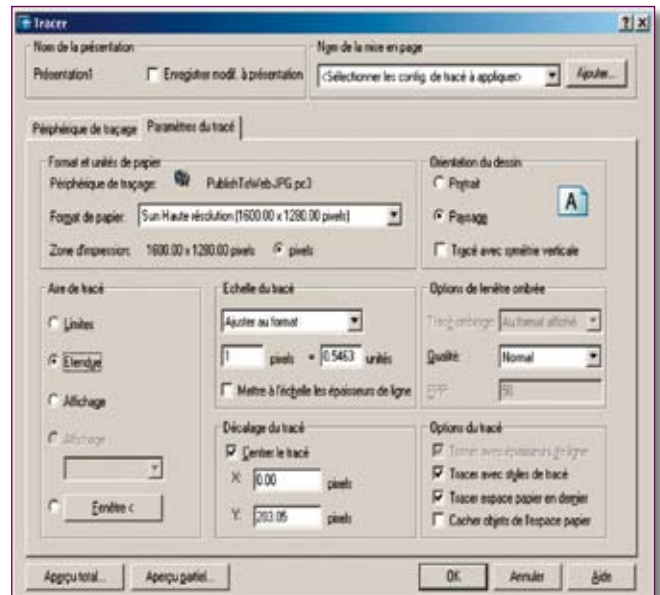 Tracer
Nom de la présentation
Présentation1
Enregistrer modif. à présentation
Nom de la mise en page
<Sélectionner les config. de tracé à appliquer>
Ajouter...
Périphérique de traçage
Paramètres du tracé
Format et unités de papier
Périphérique de traçage: PublishToWeb JPG.pc3
Format de papier: Sun Haute résolution (1600.00 x 1280.00 pixels)
Zone d'impression: 1600.00 x 1280.00 pixels pixels
Orientation du dessin
Portrait
Paysage
A
Tracé avec symétrie verticale
Aire de tracé
Limites
Etendue
Affichage
Affichage
Fenêtre <
Echelle du tracé
Ajuster au format
1 pixels = 0.5463 unités
Mettre à l'échelle les épaisseurs de ligne
Décalage du tracé
Centrer le tracé
X: 0.00 pixels
Y: 203.05 pixels
Options de fenêtre ombrée
Tracé ombrage: Au format affiché
Qualité: Normal
PPP
Options du tracé
Tracer avec épaisseurs de ligne
Tracer avec styles de tracé
Tracer espace papier en dernier
Cacher objets de l'espace papier
Aperçu total...
Aperçu partiel...
OK
Annuler
Aide